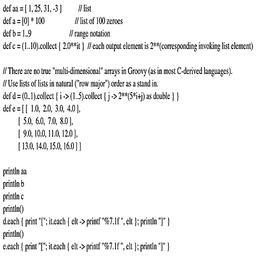 def aa = [ 1, 25, 31, -3 ] // list
def a = [0] * 100 // list of 100 zeroes
def b = 1..9 // range notation
def c = (1..10).collect { 2.0**it } // each output element is 2**(corresponding invoking list element)
// There are no true "multi-dimensional" arrays in Groovy (as in most C-derived languages).
// Use lists of lists in natural ("row major") order as a stand in.
def d = (0..1).collect { i -> (1..5).collect { j -> 2**(5*i+j) as double } }
def e = [ [ 1.0, 2.0, 3.0, 4.0 ],
[ 5.0, 6.0, 7.0, 8.0 ],
[ 9.0, 10.0, 11.0, 12.0 ],
[ 13.0, 14.0, 15.0, 16.0 ] ]
println aa
println b
println c
println()
d.each { print "["; it.each { elt -> printf "%7.1f ", elt }; println "]" }
println()
e.each { print "["; it.each { elt -> printf "%7.1f ", elt }; println "]" }